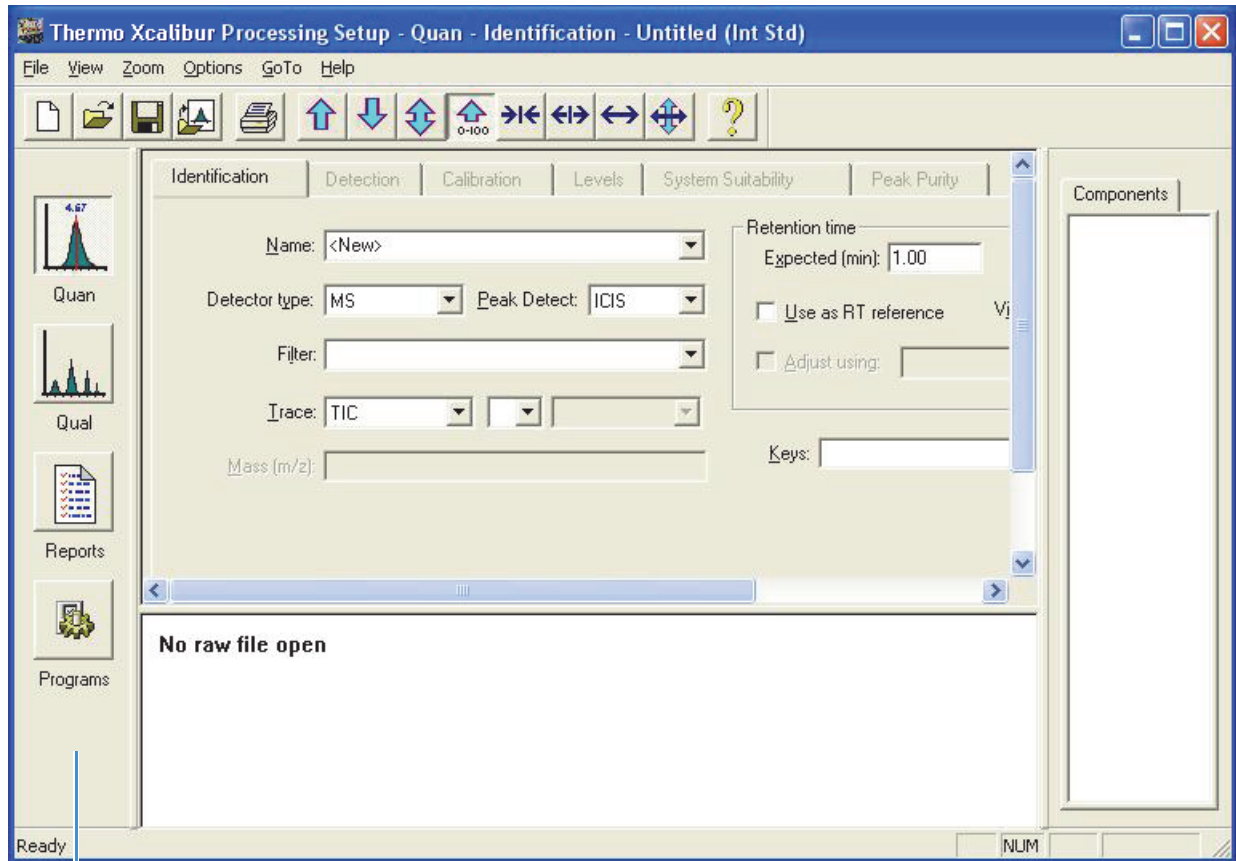 Thermo Xcalibur Processing Setup - Quan - Identification - Untitled (Int Std)
File View Zoom Options GoTo Help
0-100
4.67
Quan
Qual
Reports
Programs
Identification Detection Calibration Levels System Suitability Peak Purity
Name: <New>
Detector type: MS Peak Detect: ICIS
Filter:
Trace: TIC
Mass (m/z):
Retention time
Expected (min): 1.00
Use as RT reference Vi
Adjust using:
Keys:
Components
No raw file open
Ready NUM